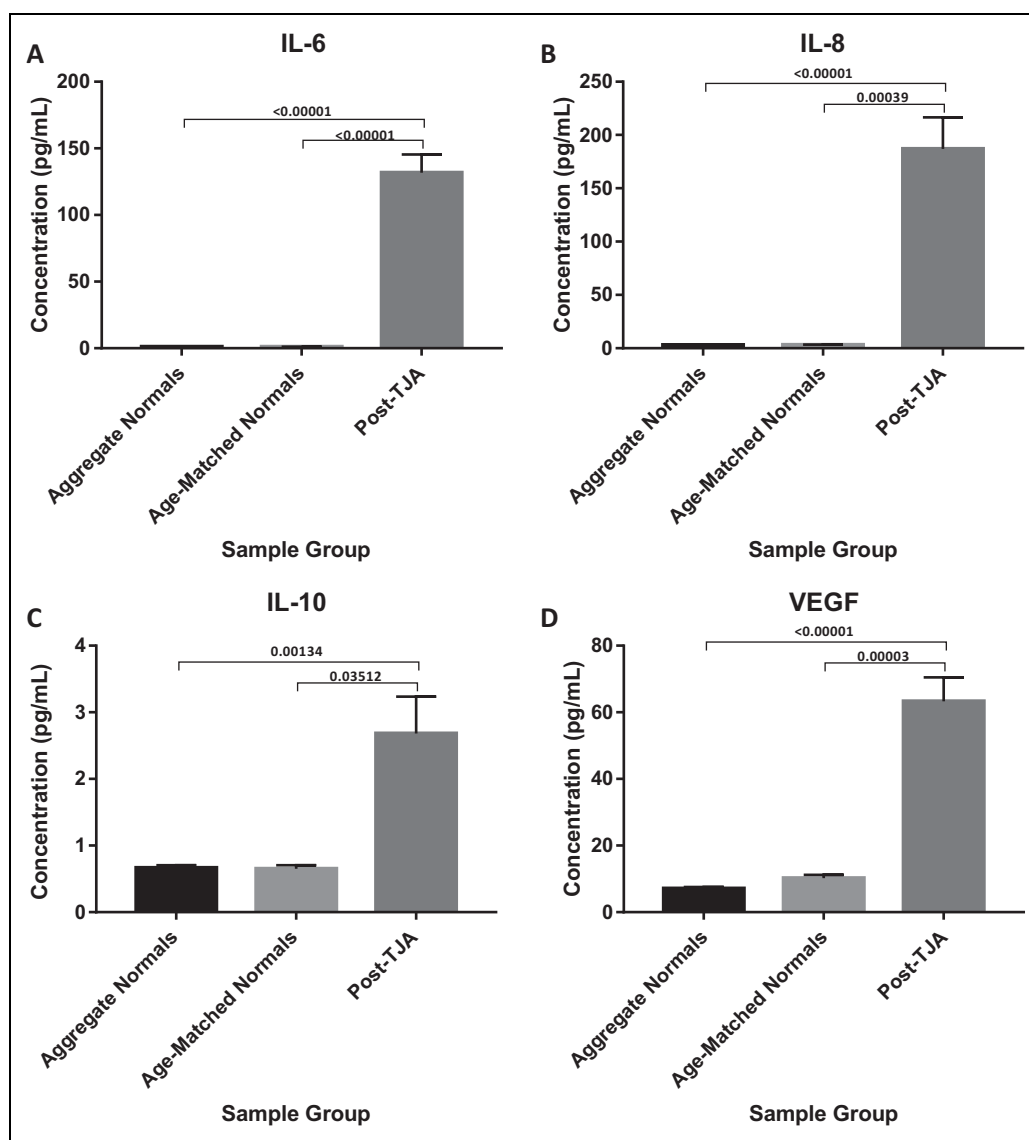 A
IL-6
Concentration (pg/mL)
200
150
100
50
0
<0.00001
<0.00001
Aggregate Normals
Age-Matched Normals
Post-TJA
Sample Group
B
IL-8
Concentration (pg/mL)
250
200
150
100
50
0
<0.00001
0.00039
Aggregate Normals
Age-Matched Normals
Post-TJA
Sample Group
C
IL-10
Concentration (pg/mL)
4
3
2
1
0
0.00134
0.03512
Aggregate Normals
Age-Matched Normals
Post-TJA
Sample Group
D
VEGF
Concentration (pg/mL)
80
60
40
20
0
<0.00001
0.00003
Aggregate Normals
Age-Matched Normals
Post-TJA
Sample Group